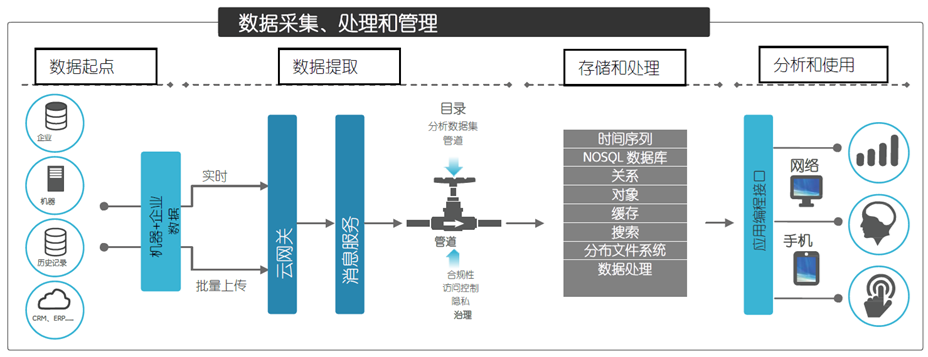 数据采集、处理和管理
数据起点
数据提取
存储和处理
分析和使用
企业
机器
历史记录
CRM、ERP......
机器+企业
数据
实时
批量上传
云网关
消息服务
目录
分析数据集
管道
管道
合规性
访问控制
隐私
治理
时间序列
NOSQL 数据库
关系
对象
缓存
搜索
分布文件系统
数据处理
应用编程接口
网络
手机